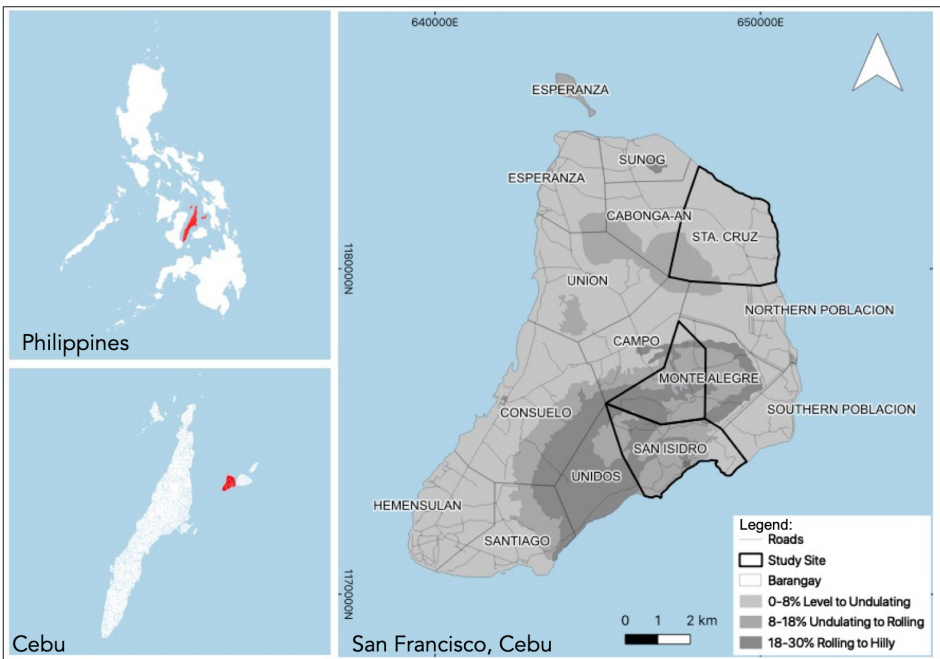 640000E
650000E
ESPERANZA
SUNOG
ESPERANZA
CABONGA-AN
STA. CRUZ
1180000N
UNION
NORTHERN POBLACION
Philippines
CAMPO
MONTE ALEGRE
CONSUELO
SOUTHERN POBLACION
SAN ISIDRO
UNIDOS
HEMENSULAN
SANTIAGO
1170000N
Legend:
Roads
Study Site
Barangay
0-8% Level to Undulating
8-18% Undulating to Rolling
18-30% Rolling to Hilly
0 1 2 km
Cebu
San Francisco, Cebu